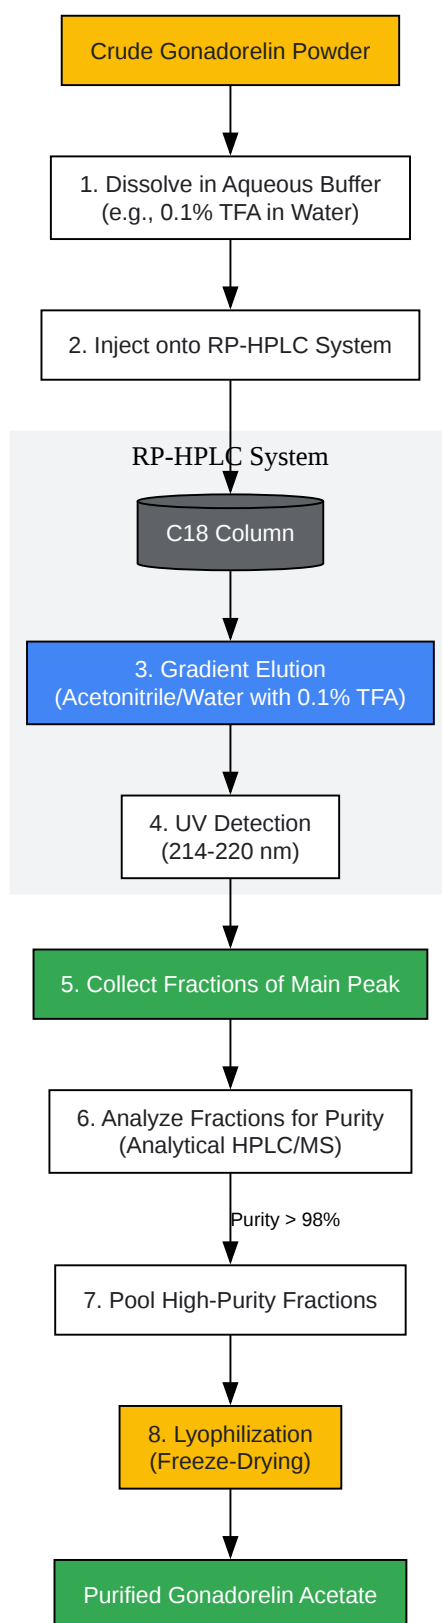 Crude Gonadorelin Powder
1. Dissolve in Aqueous Buffer
(e.g., 0.1% TFA in Water)
2. Inject onto RP-HPLC System
RP-HPLC System
C18 Column
3. Gradient Elution
(Acetonitrile/Water with 0.1% TFA)
4. UV Detection
(214-220 nm)
5. Collect Fractions of Main Peak
6. Analyze Fractions for Purity
(Analytical HPLC/MS)
Purity > 98%
7. Pool High-Purity Fractions
8. Lyophilization
(Freeze-Drying)
Purified Gonadorelin Acetate